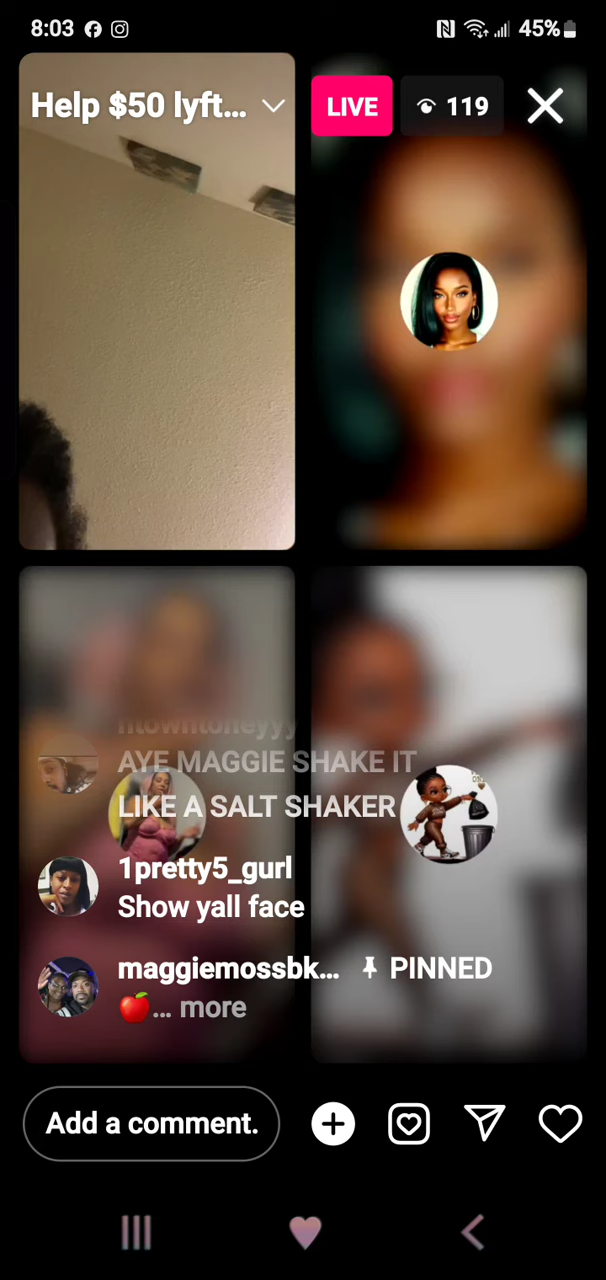 8:03
45%
Help $50 lyft...
LIVE
119
AYE MAGGIE SHAKE IT
LIKE A SALT SHAKER
1pretty5_gurl
Show yall face
maggiemossbk... PINNED
🍎... more
Add a comment.